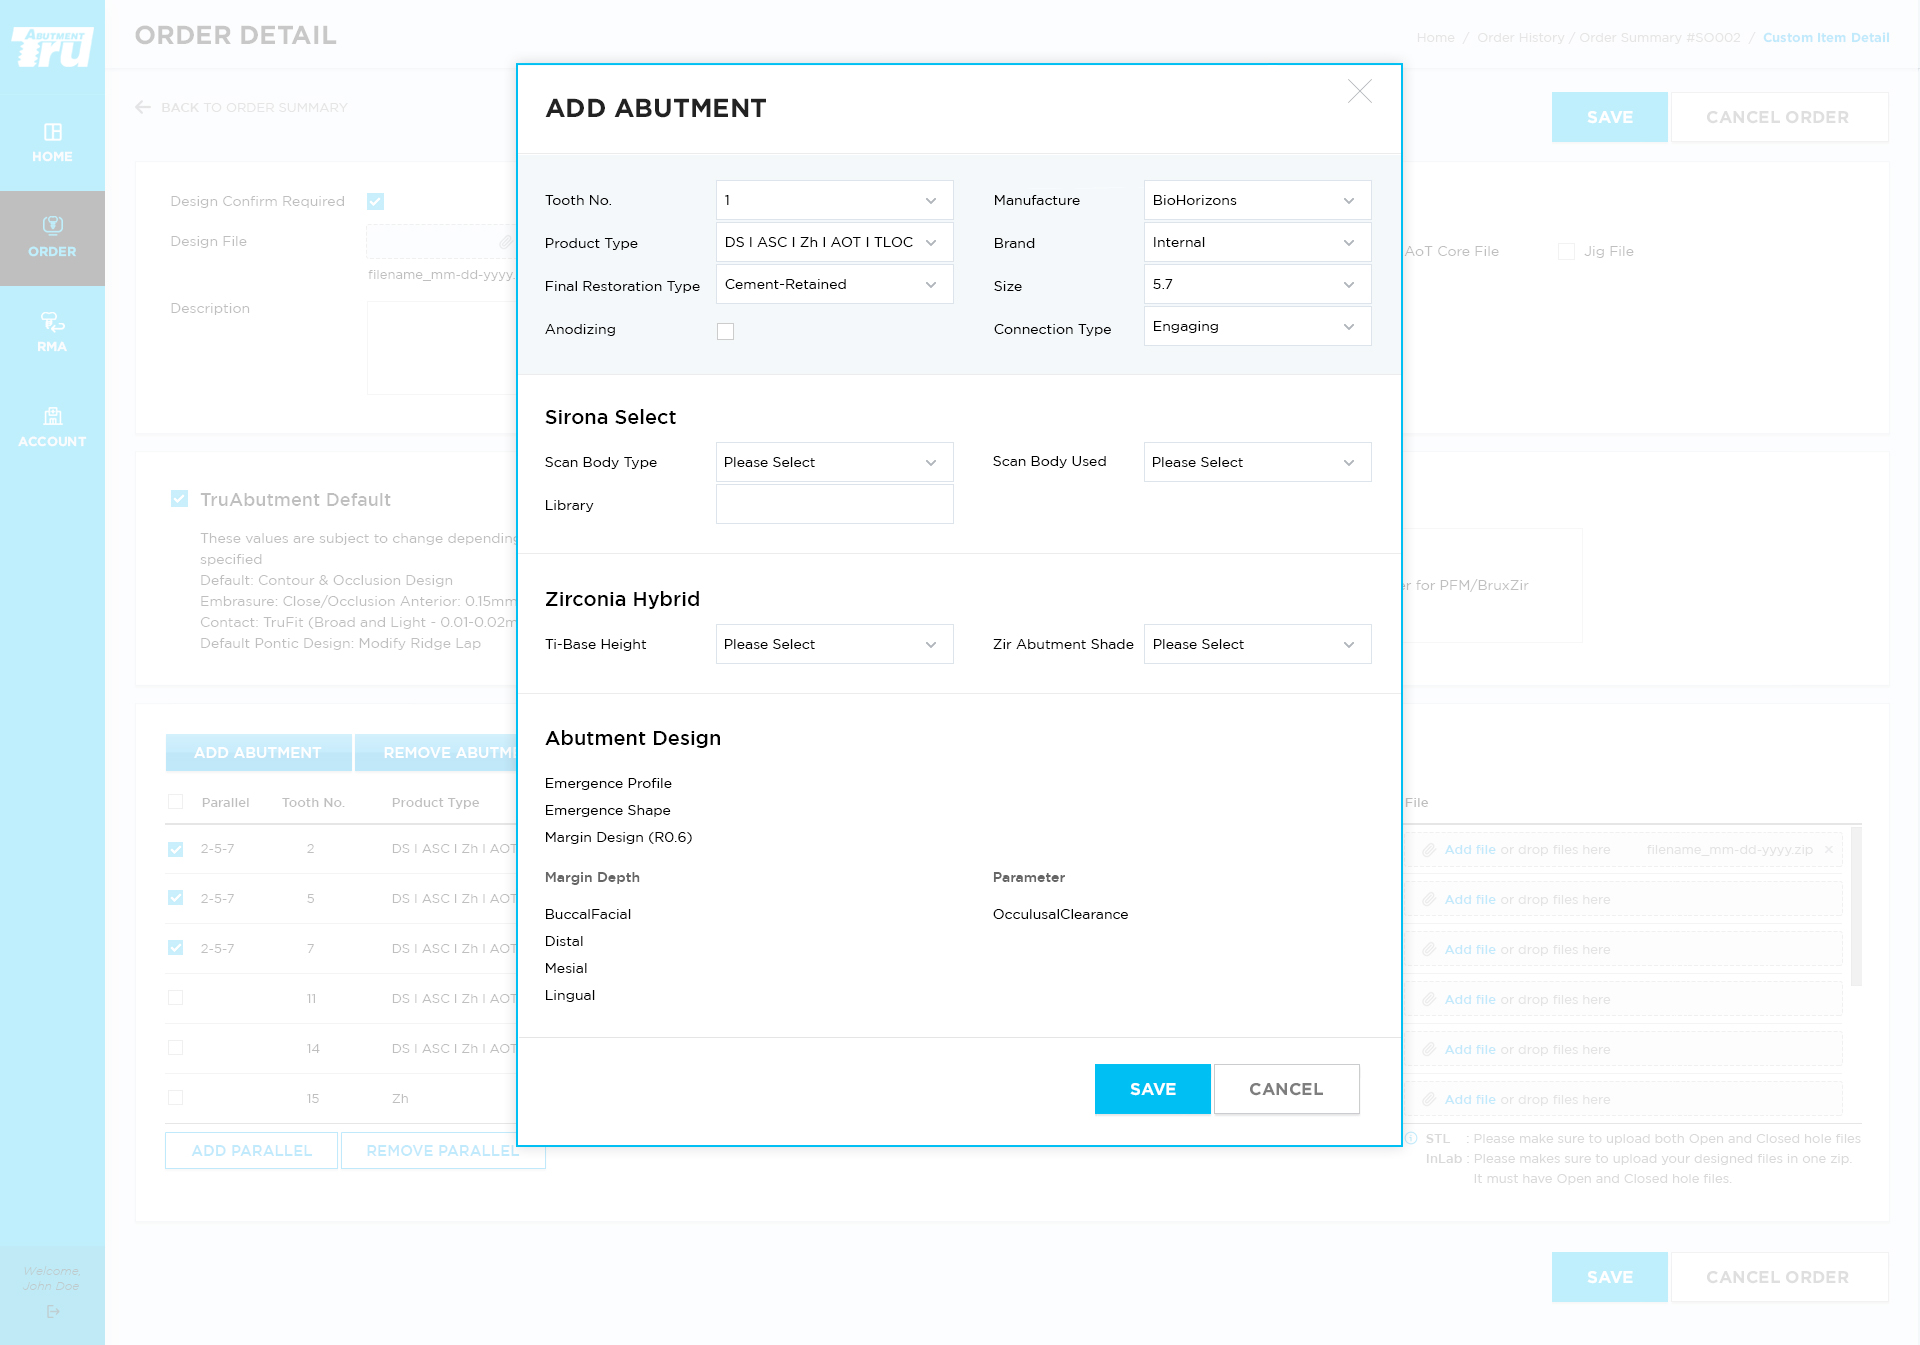 ABUTMENT
Tru
HOME
ORDER
RMA
ACCOUNT
Welcome,
John Doe
ORDER DETAIL
Home / Order History / Order Summary #SO002 / Custom Item Detail
BACK TO ORDER SUMMARY
SAVE
CANCEL ORDER
Design Confirm Required
Design File
filename_mm-dd-yyyy.
Description
AoT Core File
Jig File
TruAbutment Default
These values are subject to change depending
specified
Default: Contour & Occlusion Design
Embrasure: Close/Occlusion Anterior: 0.15mm
Contact: TruFit (Broad and Light - 0.01-0.02m
Default Pontic Design: Modify Ridge Lap
er for PFM/BruxZir
ADD ABUTMENT
REMOVE ABUTME
Parallel Tooth No. Product Type File
2-5-7 2 DS I ASC I Zh I AOT Add file or drop files here filename_mm-dd-yyyy.zip ×
2-5-7 5 DS I ASC I Zh I AOT Add file or drop files here
2-5-7 7 DS I ASC I Zh I AOT Add file or drop files here
11 DS I ASC I Zh I AOT Add file or drop files here
14 DS I ASC I Zh I AOT Add file or drop files here
15 Zh Add file or drop files here
ADD PARALLEL
REMOVE PARALLEL
STL : Please make sure to upload both Open and Closed hole files
InLab : Please makes sure to upload your designed files in one zip.
It must have Open and Closed hole files.
SAVE
CANCEL ORDER
ADD ABUTMENT
Tooth No. 1
Manufacture BioHorizons
Product Type DS I ASC I Zh I AOT I TLOC
Brand Internal
Final Restoration Type Cement-Retained
Size 5.7
Anodizing
Connection Type Engaging
Sirona Select
Scan Body Type Please Select
Scan Body Used Please Select
Library
Zirconia Hybrid
Ti-Base Height Please Select
Zir Abutment Shade Please Select
Abutment Design
Emergence Profile
Emergence Shape
Margin Design (R0.6)
Margin Depth
Parameter
BuccalFacial
OcculusalClearance
Distal
Mesial
Lingual
SAVE
CANCEL